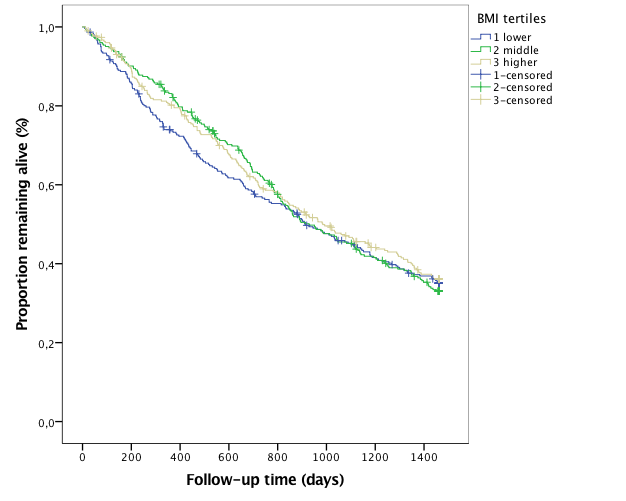 BMI tertiles
1 lower
2 middle
3 higher
1-censored
2-censored
3-censored
Proportion remaining alive (%)
1,0
0,8
0,6
0,4
0,2
0,0
0 200 400 600 800 1000 1200 1400
Follow-up time (days)